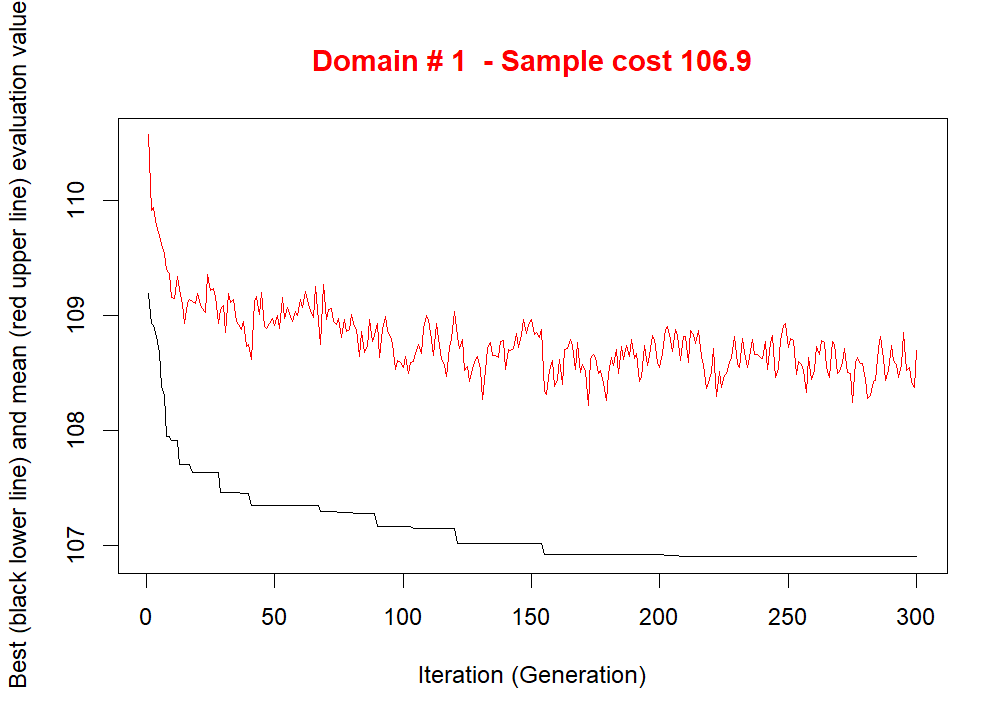 Domain # 1  - Sample cost 106.9
Best (black lower line) and mean (red upper line) evaluation value
110
109
108
107
0 50 100 150 200 250 300
Iteration (Generation)